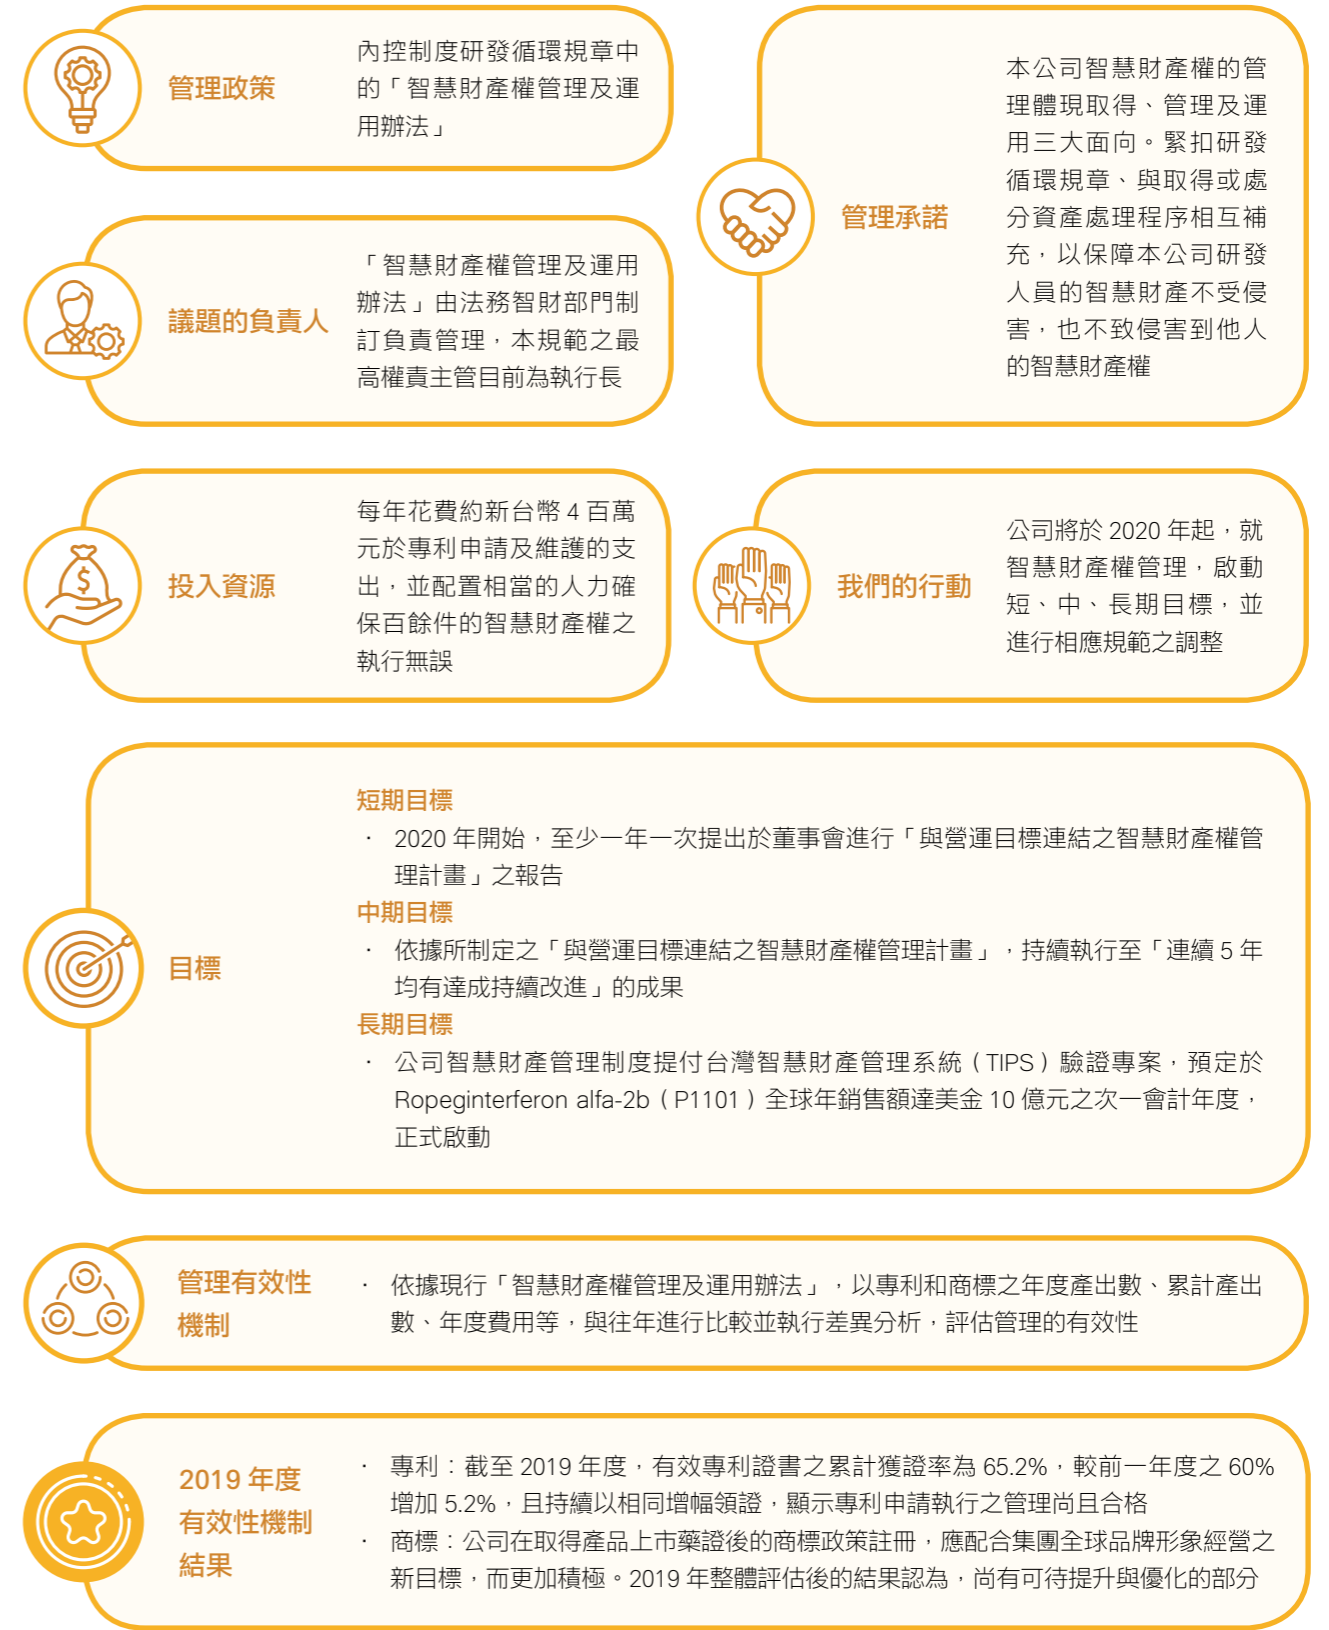 管理政策
內控制度研發循環規章中
的「智慧財產權管理及運
用辦法」
議題的負責人
「智慧財產權管理及運用
辦法」由法務智財部門制
訂負責管理，本規範之最
高權責主管目前為執行長
管理承諾
本公司智慧財產權的管
理體現取得、管理及運
用三大面向。緊扣研發
循環規章、與取得或處
分資產處理程序相互補
充，以保障本公司研發
人員的智慧財產不受侵
害，也不致侵害到他人
的智慧財產權
投入資源
每年花費約新台幣 4 百萬
元於專利申請及維護的支
出，並配置相當的人力確
保百餘件的智慧財產權之
執行無誤
我們的行動
公司將於 2020 年起，就
智慧財產權管理，啟動
短、中、長期目標，並
進行相應規範之調整
目標
短期目標
· 2020 年開始，至少一年一次提出於董事會進行「與營運目標連結之智慧財產權管
理計畫」之報告
中期目標
· 依據所制定之「與營運目標連結之智慧財產權管理計畫」，持續執行至「連續 5 年
均有達成持續改進」的成果
長期目標
· 公司智慧財產管理制度提付台灣智慧財產管理系統（TIPS）驗證專案，預定於
Ropeginterferon alfa-2b（P1101）全球年銷售額達美金 10 億元之次一會計年度，
正式啟動
管理有效性
機制
· 依據現行「智慧財產權管理及運用辦法」，以專利和商標之年度產出數、累計產出
數、年度費用等，與往年進行比較並執行差異分析，評估管理的有效性
2019 年度
有效性機制
結果
· 專利：截至 2019 年度，有效專利證書之累計獲證率為 65.2%，較前一年度之 60%
增加 5.2%，且持續以相同增幅領證，顯示專利申請執行之管理尚且合格
· 商標：公司在取得產品上市藥證後的商標政策註冊，應配合集團全球品牌形象經營之
新目標，而更加積極。2019 年整體評估後的結果認為，尚有可待提升與優化的部分